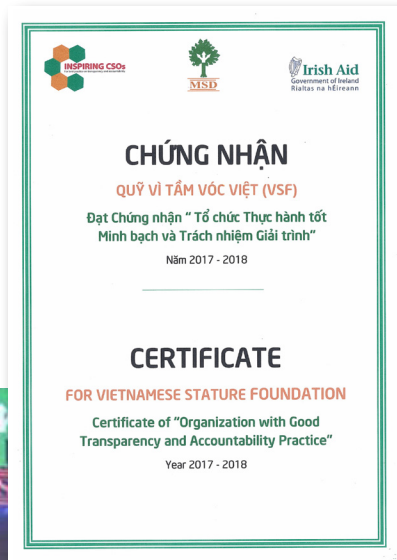 INSPIRING CSOs
MSD
Irish Aid
Government of Ireland
Rialtas na hÉireann
CHỨNG NHẬN
QUỸ VÌ TẦM VÓC VIỆT (VSF)
Đạt Chứng nhận “ Tổ chức Thực hành tốt
Minh bạch và Trách nhiệm Giải trình”
Năm 2017 - 2018
CERTIFICATE
FOR VIETNAMESE STATURE FOUNDATION
Certificate of “Organization with Good
Transparency and Accountability Practice”
Year 2017 - 2018